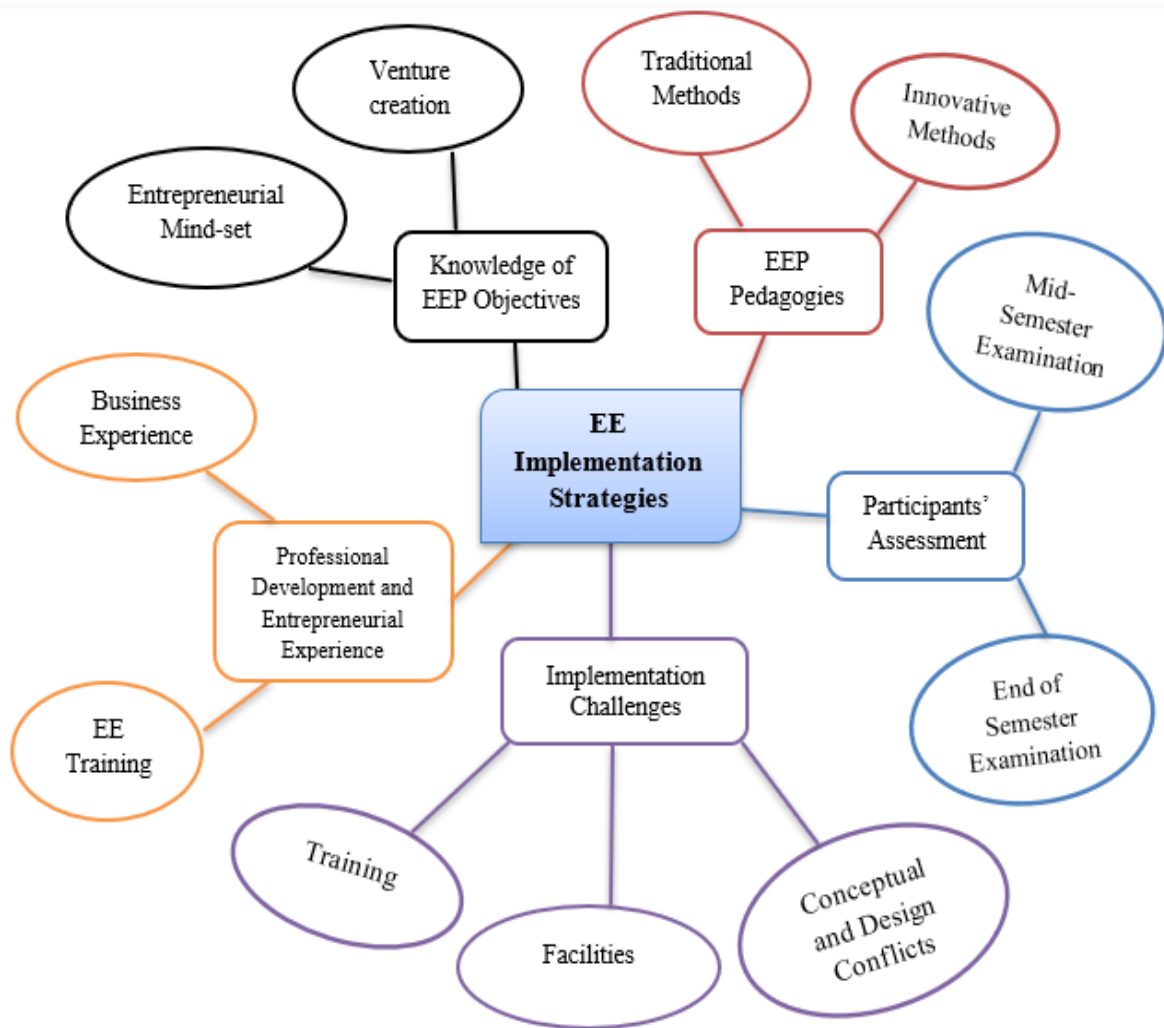 Venture
creation
Traditional
Methods
Innovative
Methods
Entrepreneurial
Mind-set
Knowledge of
EEP Objectives
EEP
Pedagogies
Mid-
Semester
Examination
Business
Experience
EE
Implementation
Strategies
Participants’
Assessment
Professional
Development and
Entrepreneurial
Experience
Implementation
Challenges
End of
Semester
Examination
EE
Training
Training
Facilities
Conceptual
and Design
Conflicts